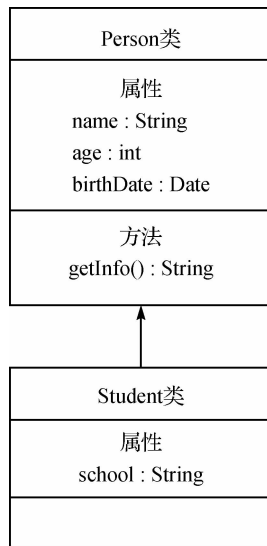 Person类
属性
name : String
age : int
birthDate : Date
方法
getInfo() : String
Student类
属性
school : String